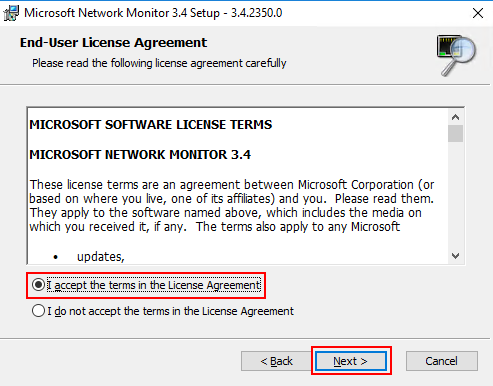 Microsoft Network Monitor 3.4 Setup - 3.4.2350.0
End-User License Agreement
Please read the following license agreement carefully
MICROSOFT SOFTWARE LICENSE TERMS
MICROSOFT NETWORK MONITOR 3.4
These license terms are an agreement between Microsoft Corporation (or
based on where you live, one of its affiliates) and you.  Please read them.
They apply to the software named above, which includes the media on
which you received it, if any.  The terms also apply to any Microsoft
• updates,
I accept the terms in the License Agreement
I do not accept the terms in the License Agreement
< Back
Next >
Cancel